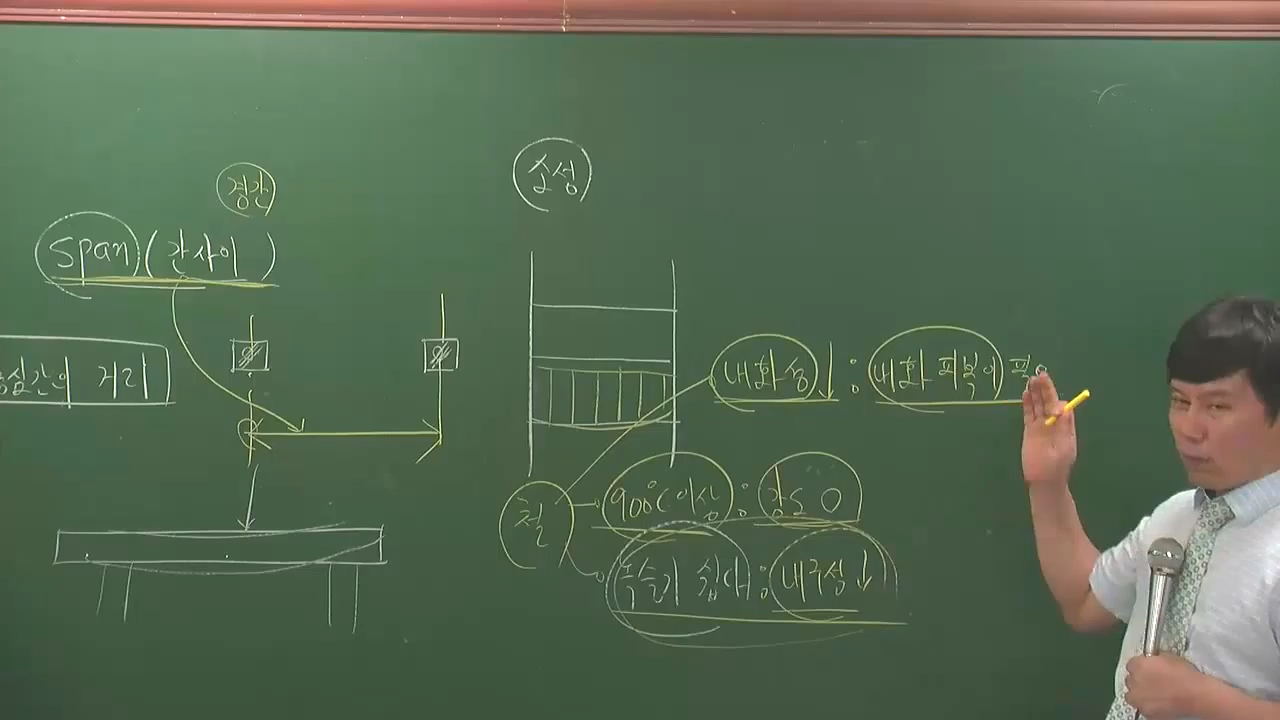 경간
Span (간사이)
중심간의 거리
소성
내화성↓ : 내화피복이 필요
철
900℃이상 : 강도 0
녹슬기 쉽다 : 내구성↓